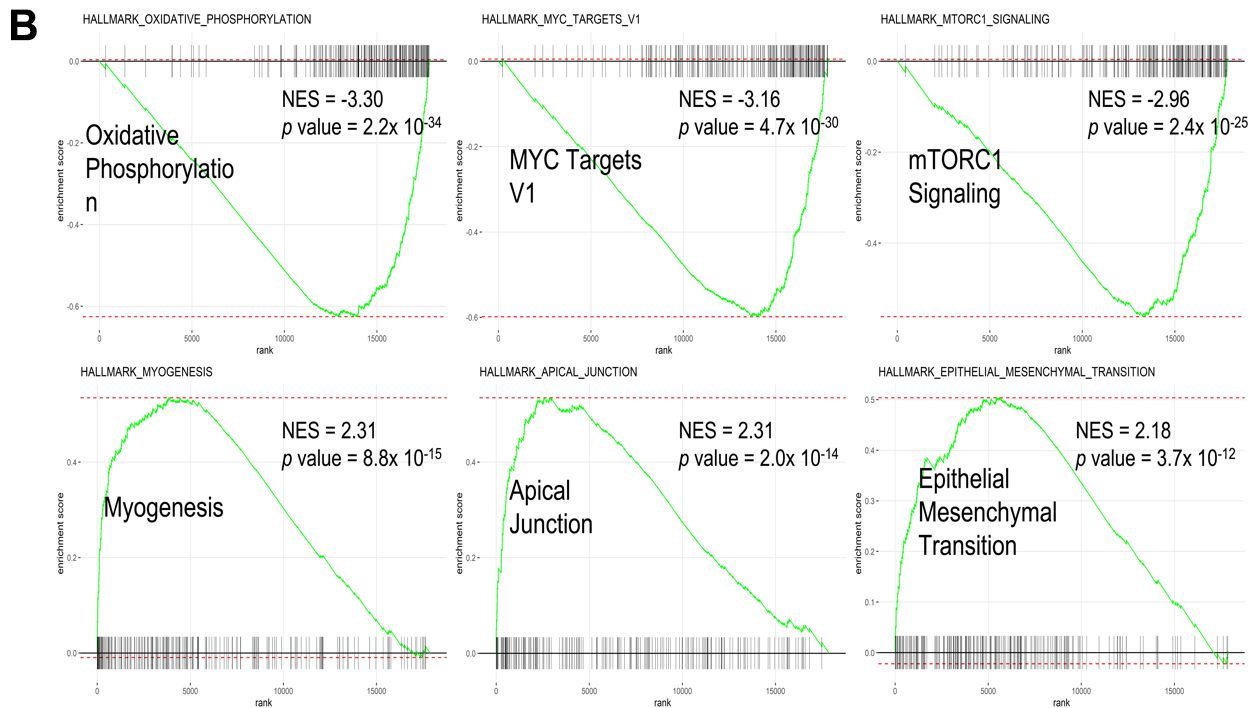 B
HALLMARK_OXIDATIVE_PHOSPHORYLATION
enrichment score
0.0
-0.2
-0.4
-0.6
NES = -3.30
p value = 2.2x 10-34
Oxidative
Phosphorylatio
n
0 5000 10000 15000
rank
HALLMARK_MYC_TARGETS_V1
enrichment score
0.0
-0.2
-0.4
-0.6
NES = -3.16
p value = 4.7x 10-30
MYC Targets
V1
0 5000 10000 15000
rank
HALLMARK_MTORC1_SIGNALING
enrichment score
0.0
-0.2
-0.4
NES = -2.96
p value = 2.4x 10-25
mTORC1
Signaling
0 5000 10000 15000
rank
HALLMARK_MYOGENESIS
enrichment score
0.4
0.2
0.0
NES = 2.31
p value = 8.8x 10-15
Myogenesis
0 5000 10000 15000
rank
HALLMARK_APICAL_JUNCTION
enrichment score
0.4
0.2
0.0
NES = 2.31
p value = 2.0x 10-14
Apical
Junction
0 5000 10000 15000
rank
HALLMARK_EPITHELIAL_MESENCHYMAL_TRANSITION
enrichment score
0.5
0.4
0.3
0.2
0.1
0.0
NES = 2.18
p value = 3.7x 10-12
Epithelial
Mesenchymal
Transition
0 5000 10000 15000
rank